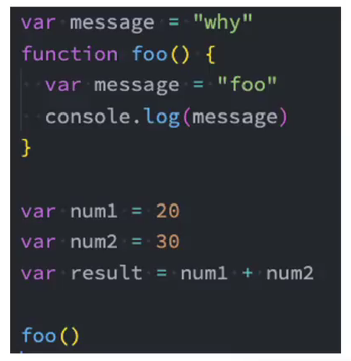 var message = "why"
function foo() {
  var message = "foo"
  console.log(message)
}

var num1 = 20
var num2 = 30
var result = num1 + num2

foo()